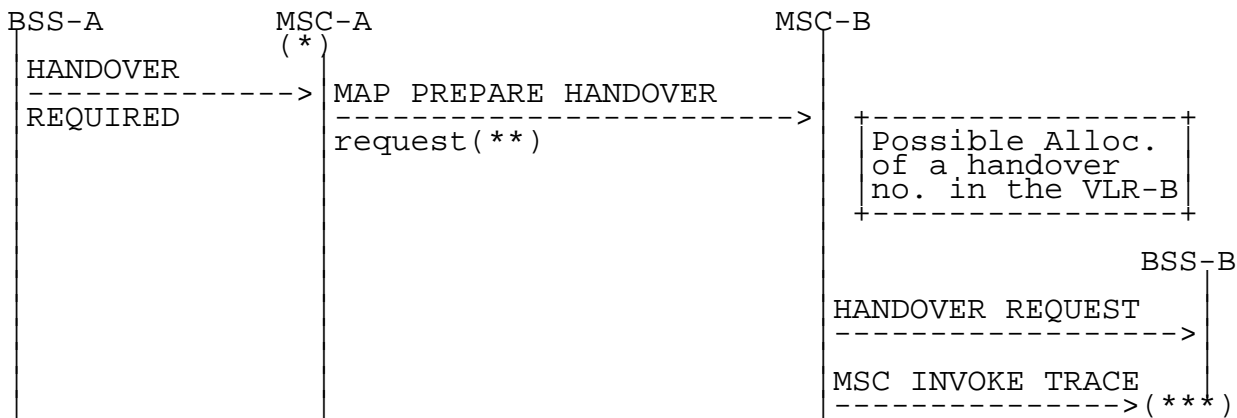 BSS-A MSC-A MSC-B
(*)
HANDOVER
REQUIRED
MAP PREPARE HANDOVER
request(**)
Possible Alloc.
of a handover
no. in the VLR-B
BSS-B
HANDOVER REQUEST
MSC INVOKE TRACE
(***)